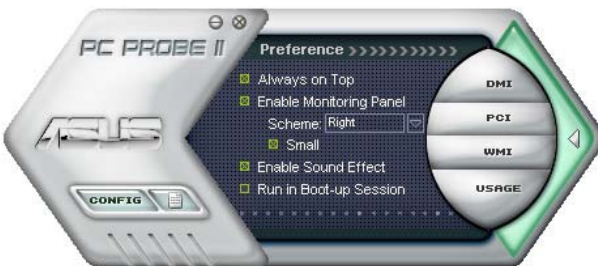 PC PROBE II
Preference
Always on Top
Enable Monitoring Panel
Scheme: Right
Small
Enable Sound Effect
Run in Boot-up Session
ASUS
CONFIG
DMI
PCI
WMI
USAGE